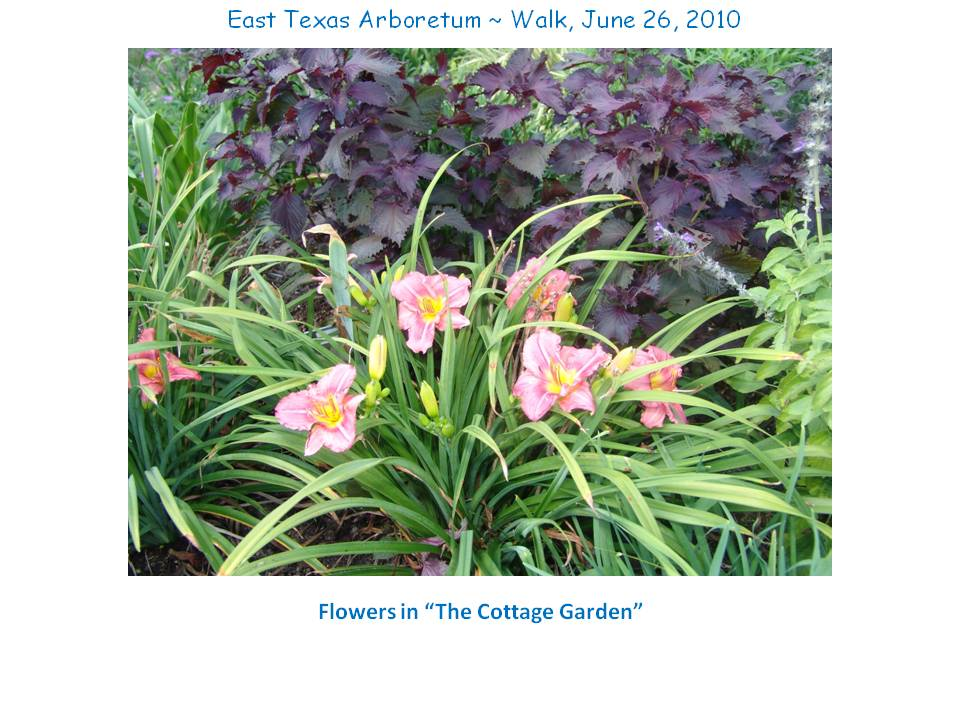 East Texas Arboretum ~ Walk, June 26, 2010
Flowers in “The Cottage Garden”